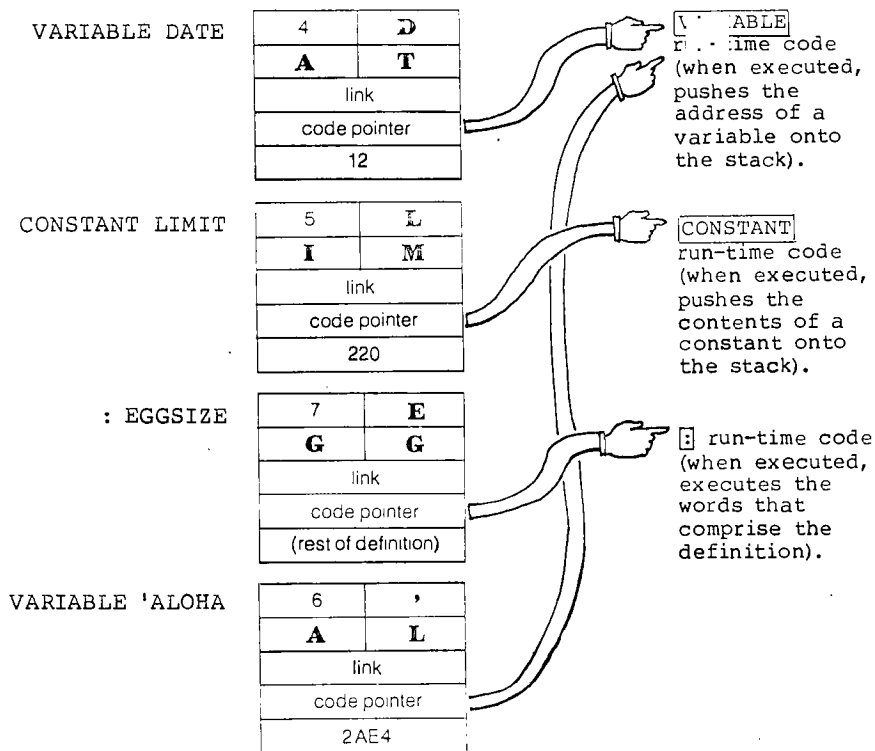 VARIABLE DATE
4 D
A T
link
code pointer
12
run-time code
(when executed,
pushes the
address of a
variable onto
the stack).
CONSTANT LIMIT
5 L
I M
link
code pointer
220
CONSTANT
run-time code
(when executed,
pushes the
contents of a
constant onto
the stack).
: EGGSIZE
7 E
G G
link
code pointer
(rest of definition)
: run-time code
(when executed,
executes the
words that
comprise the
definition).
VARIABLE 'ALOHA
6 '
A L
link
code pointer
2AE4